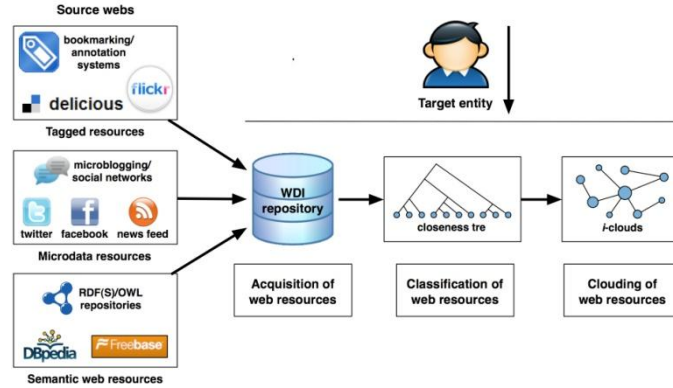 Source webs
bookmarking/
annotation
systems
flickr
delicious
Tagged resources
microblogging/
social networks
twitter facebook news feed
Microdata resources
RDF(S)/OWL
repositories
DBpedia
Freebase
Semantic web resources
Target entity
WDI
repository
closeness tre
i-clouds
Acquisition of
web resources
Classification of
web resources
Clouding of
web resources